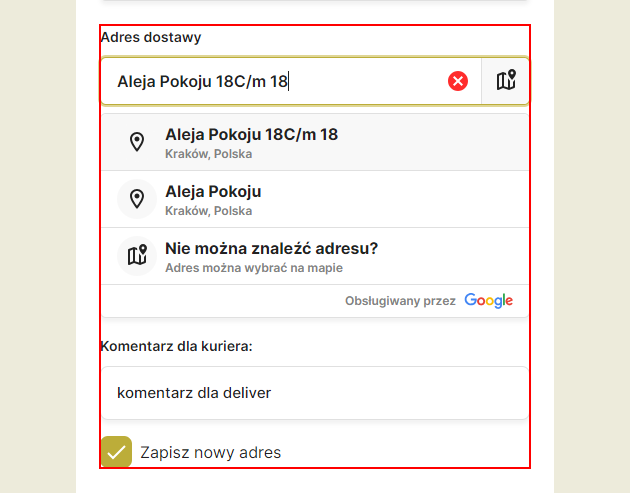 Adres dostawy
Aleja Pokoju 18C/m 18
Aleja Pokoju 18C/m 18
Kraków, Polska
Aleja Pokoju
Kraków, Polska
Nie można znaleźć adresu?
Adres można wybrać na mapie
Obsługiwany przez Google
Komentarz dla kuriera:
komentarz dla deliver
Zapisz nowy adres